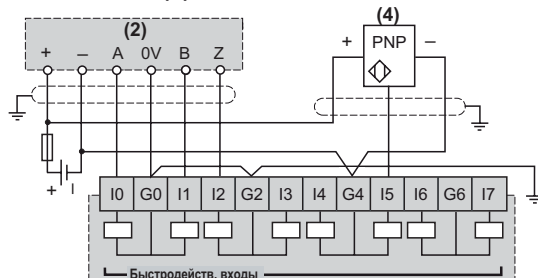 (2)
(4)
+ – A 0V B Z
+ PNP –
+ –
I0 G0 I1 I2 G2 I3 I4 G4 I5 I6 G6 I7
Быстродейств. входы